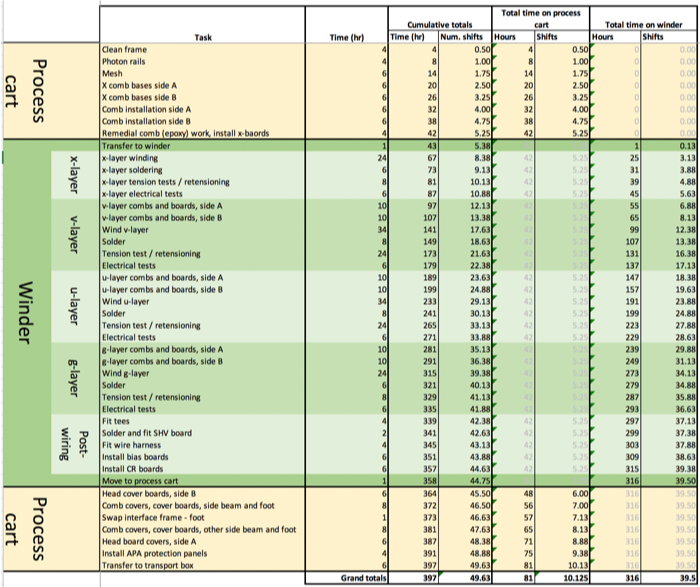 Total time on process cart
Cumulative totals
Total time on winder
Task Time (hr) Time (hr) Num. shifts Hours Shifts Hours Shifts
Process cart
Clean frame 4 4 0.50 4 0.50 0 0.00
Photon rails 4 8 1.00 8 1.00 0 0.00
Mesh 6 14 1.75 14 1.75 0 0.00
X comb bases side A 6 20 2.50 20 2.50 0 0.00
X comb bases side B 6 26 3.25 26 3.25 0 0.00
Comb installation side A 6 32 4.00 32 4.00 0 0.00
Comb installation side B 6 38 4.75 38 4.75 0 0.00
Remedial comb (epoxy) work, install x-baords 4 42 5.25 42 5.25 0 0.00
Winder
Transfer to winder 1 43 5.38 42 5.25 1 0.13
x-layer
x-layer winding 24 67 8.38 42 5.25 25 3.13
x-layer soldering 6 73 9.13 42 5.25 31 3.88
x-layer tension tests / retensioning 8 81 10.13 42 5.25 39 4.88
x-layer electrical tests 6 87 10.88 42 5.25 45 5.63
v-layer
v-layer combs and boards, side A 10 97 12.13 42 5.25 55 6.88
v-layer combs and boards, side B 10 107 13.38 42 5.25 65 8.13
Wind v-layer 34 141 17.63 42 5.25 99 12.38
Solder 8 149 18.63 42 5.25 107 13.38
Tension test / retensioning 24 173 21.63 42 5.25 131 16.38
Electrical tests 6 179 22.38 42 5.25 137 17.13
u-layer
u-layer combs and boards, side A 10 189 23.63 42 5.25 147 18.38
u-layer combs and boards, side B 10 199 24.88 42 5.25 157 19.63
Wind u-layer 34 233 29.13 42 5.25 191 23.88
Solder 8 241 30.13 42 5.25 199 24.88
Tension test / retensioning 24 265 33.13 42 5.25 223 27.88
Electrical tests 6 271 33.88 42 5.25 229 28.63
g-layer
g-layer combs and boards, side A 10 281 35.13 42 5.25 239 29.88
g-layer combs and boards, side B 10 291 36.38 42 5.25 249 31.13
Wind g-layer 24 315 39.38 42 5.25 273 34.13
Solder 6 321 40.13 42 5.25 279 34.88
Tension test / retensioning 8 329 41.13 42 5.25 287 35.88
Electrical tests 6 335 41.88 42 5.25 293 36.63
Post-wiring
Fit tees 4 339 42.38 42 5.25 297 37.13
Solder and fit SHV board 2 341 42.63 42 5.25 299 37.38
Fit wire harness 4 345 43.13 42 5.25 303 37.88
Install bias boards 6 351 43.88 42 5.25 309 38.63
Install CR boards 6 357 44.63 42 5.25 315 39.38
Move to process cart 1 358 44.75 316 39.50
Process cart
Head cover boards, side B 6 364 45.50 48 6.00 316 39.50
Comb covers, cover boards, side beam and foot 8 372 46.50 56 7.00 316 39.50
Swap interface frame - foot 1 373 46.63 57 7.13 316 39.50
Comb covers, cover boards, other side beam and foot 8 381 47.63 65 8.13 316 39.50
Head board covers, side A 6 387 48.38 71 8.88 316 39.50
Install APA protection panels 4 391 48.88 75 9.38 316 39.50
Transfer to transport box 6 397 49.63 81 10.13 316 39.50
Grand totals 397 49.63 81 10.125 316 39.5